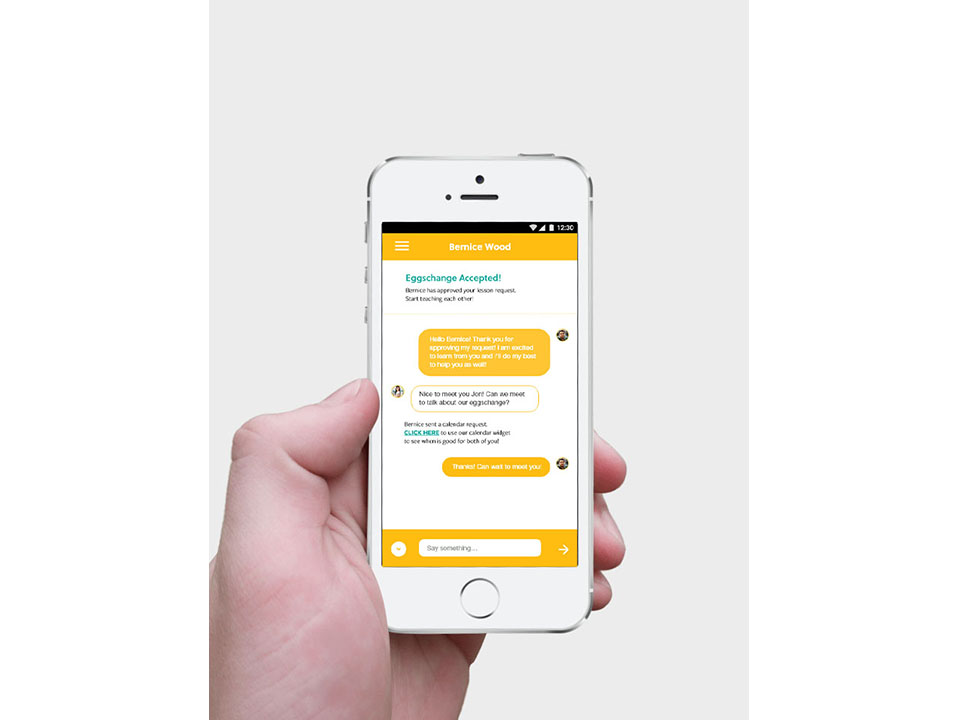 12:30
Bernice Wood
Eggschange Accepted!
Bernice has approved your lesson request.
Start teaching each other!
Hello Bernice! Thank you for
approving my request! I am excited
to learn from you and I'll do my best
to help you as well!
Nice to meet you Jon! Can we meet
to talk about our eggschange?
Bernice sent a calendar request.
CLICK HERE to use our calendar widget
to see when is good for both of you!
Thanks! Can wait to meet you!
Say something...